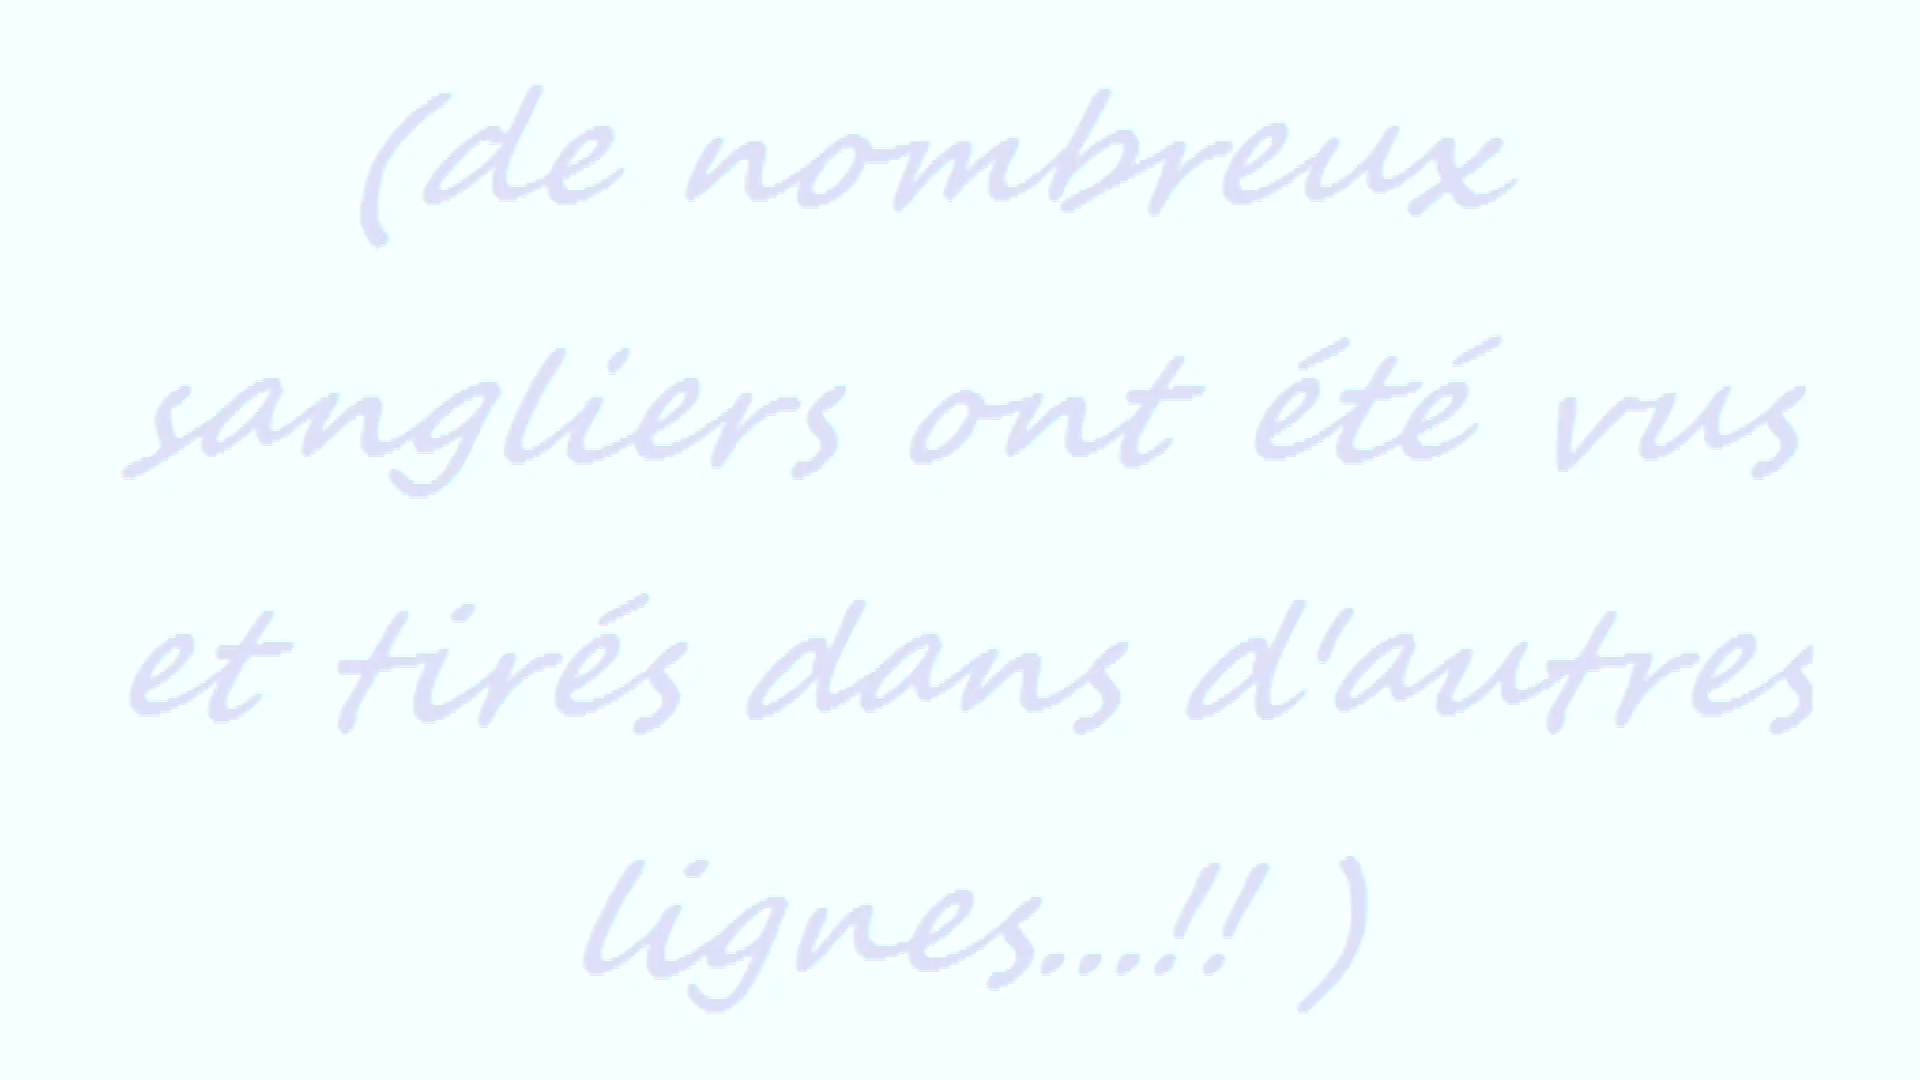 (de nombreux
sangliers ont été vus
et tirés dans d'autres
lignes...!! )